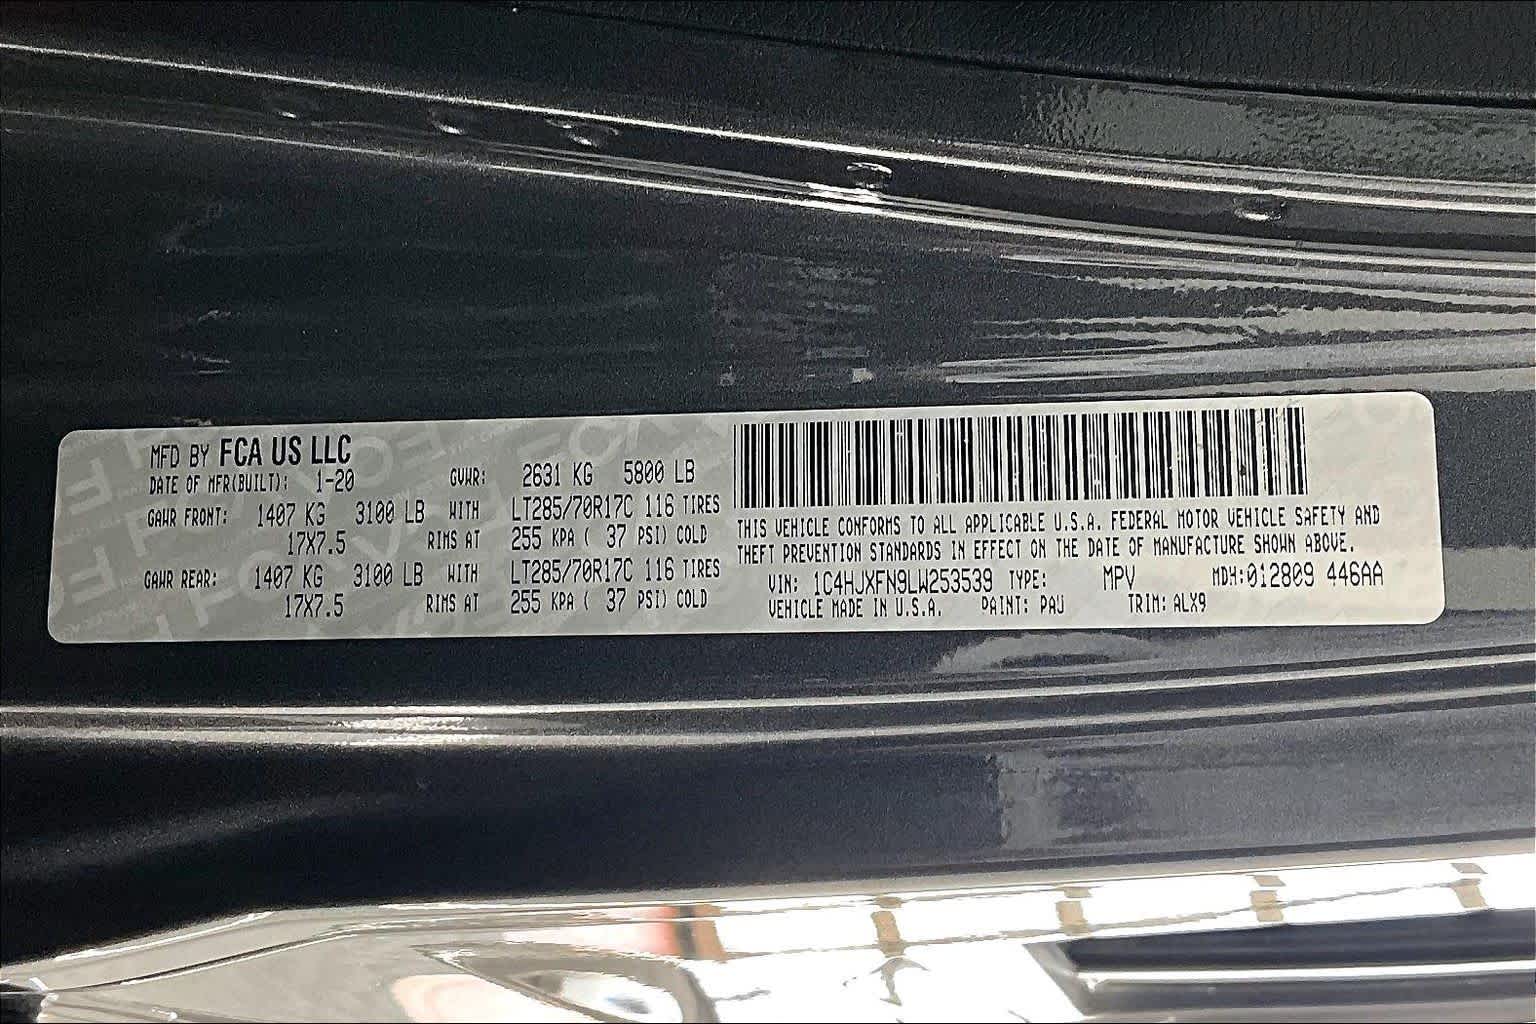 MFD BY FCA US LLC
DATE OF MFR(BUILT): 1-20 GVWR: 2631 KG 5800 LB
GAWR FRONT: 1407 KG 3100 LB WITH LT285/70R17C 116 TIRES
17X7.5 RIMS AT 255 KPA ( 37 PSI) COLD
GAWR REAR: 1407 KG 3100 LB WITH LT285/70R17C 116 TIRES
17X7.5 RIMS AT 255 KPA ( 37 PSI) COLD
THIS VEHICLE CONFORMS TO ALL APPLICABLE U.S.A. FEDERAL MOTOR VEHICLE SAFETY AND
THEFT PREVENTION STANDARDS IN EFFECT ON THE DATE OF MANUFACTURE SHOWN ABOVE.
VIN: 1C4HJXFN9LW253539 TYPE: MPV MDH:012809 446AA
VEHICLE MADE IN U.S.A. PAINT: PAU TRIM: ALX9